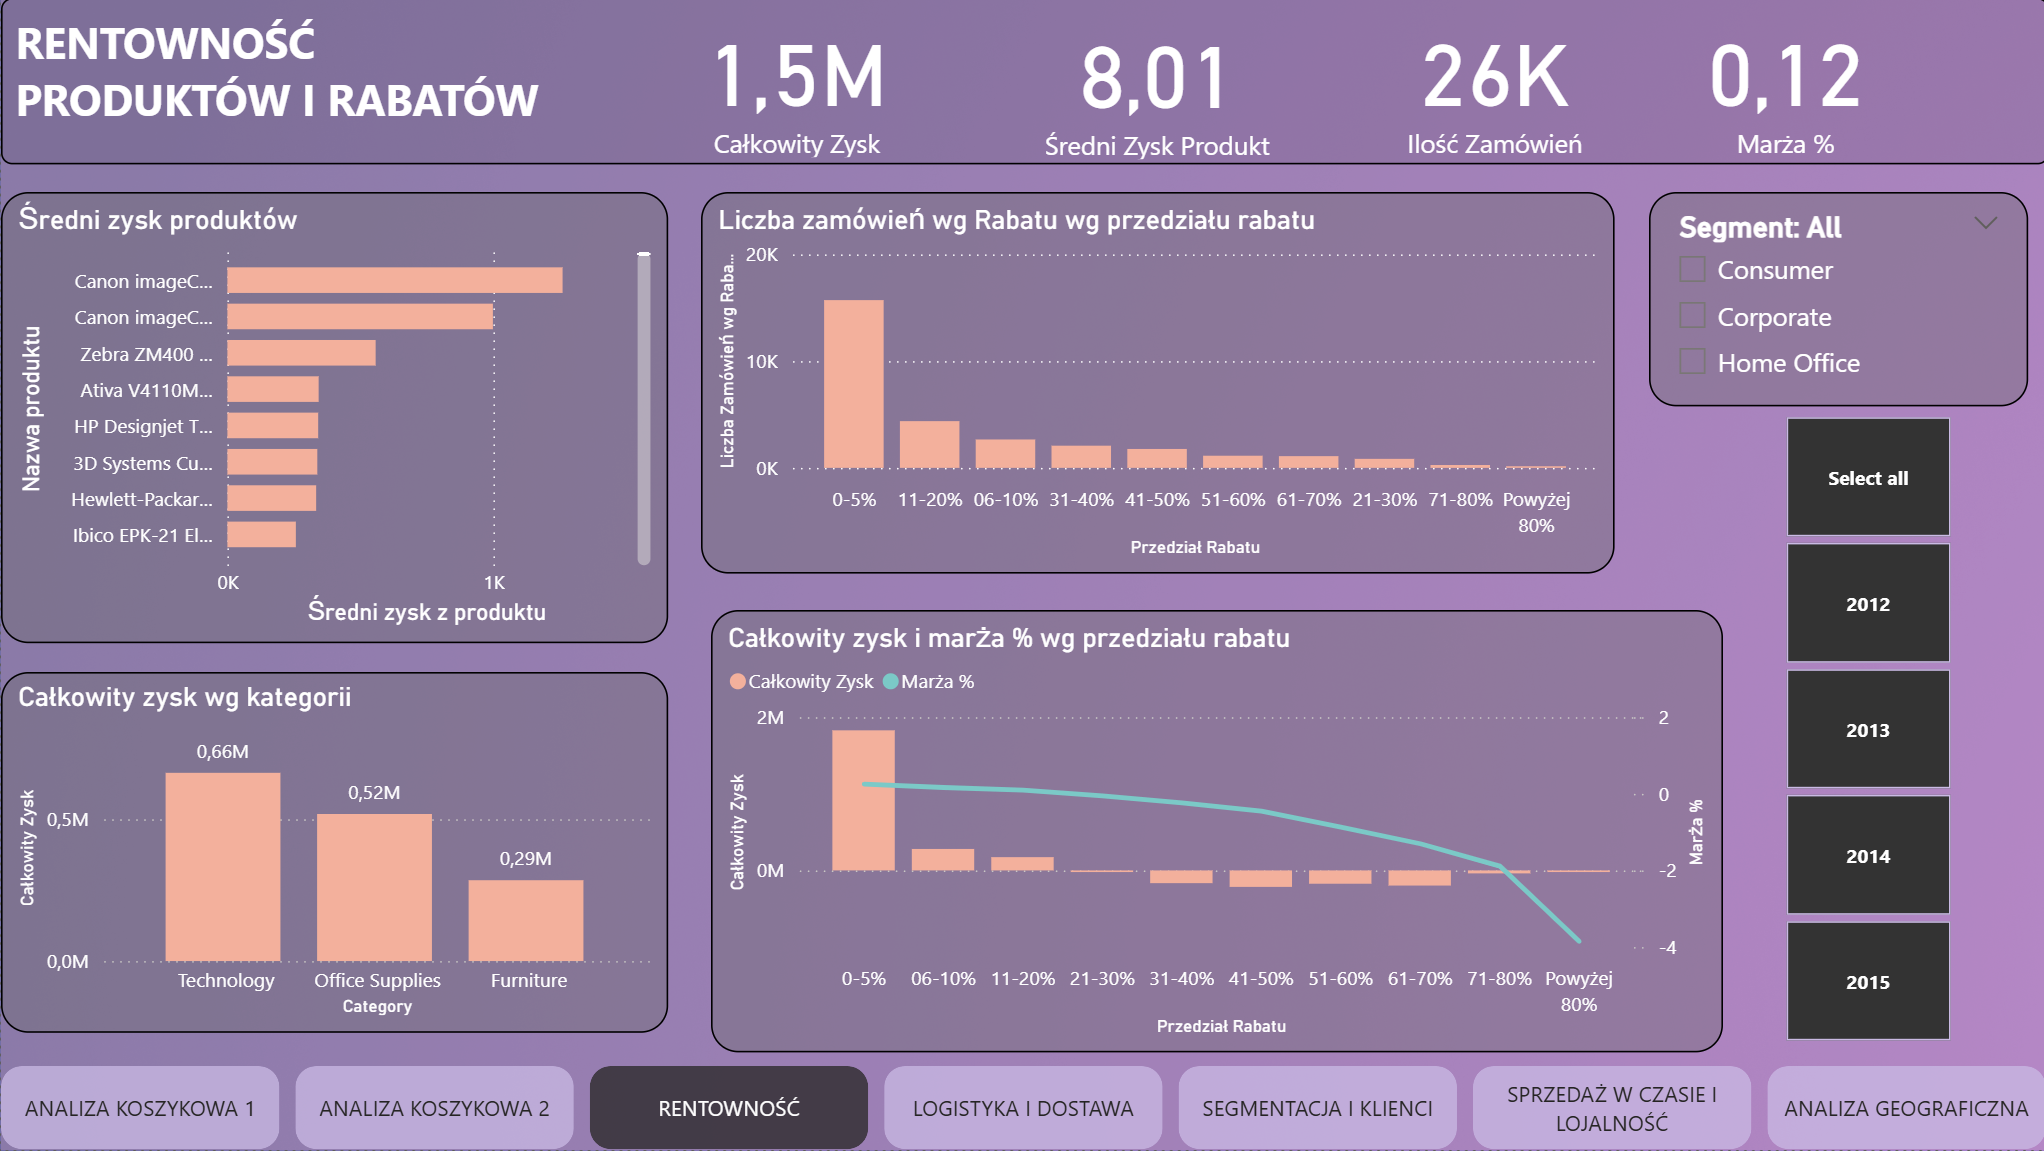 RENTOWNOŚĆ
PRODUKTÓW I RABATÓW
1,5M
Całkowity Zysk
8,01
Średni Zysk Produkt
26K
Ilość Zamówień
0,12
Marża %
Średni zysk produktów
Nazwa produktu
Canon imageC...
Canon imageC...
Zebra ZM400 ...
Ativa V4110M...
HP Designjet T...
3D Systems Cu...
Hewlett-Packar...
Ibico EPK-21 El...
0K
1K
Średni zysk z produktu
Liczba zamówień wg Rabatu wg przedziału rabatu
Liczba Zamówień wg Raba...
20K
10K
0K
0-5%
11-20%
06-10%
31-40%
41-50%
51-60%
61-70%
21-30%
71-80%
Powyżej
80%
Przedział Rabatu
Segment: All
Consumer
Corporate
Home Office
Select all
2012
2013
2014
2015
Całkowity zysk wg kategorii
Całkowity Zysk
0,5M
0,0M
0,66M
0,52M
0,29M
Technology
Office Supplies
Furniture
Category
Całkowity zysk i marża % wg przedziału rabatu
Całkowity Zysk
Marża %
Całkowity Zysk
2M
0M
2
0
-2
-4
Marża %
0-5%
06-10%
11-20%
21-30%
31-40%
41-50%
51-60%
61-70%
71-80%
Powyżej
80%
Przedział Rabatu
ANALIZA KOSZYKOWA 1
ANALIZA KOSZYKOWA 2
RENTOWNOŚĆ
LOGISTYKA I DOSTAWA
SEGMENTACJA I KLIENCI
SPRZEDAŻ W CZASIE I
LOJALNOŚĆ
ANALIZA GEOGRAFICZNA